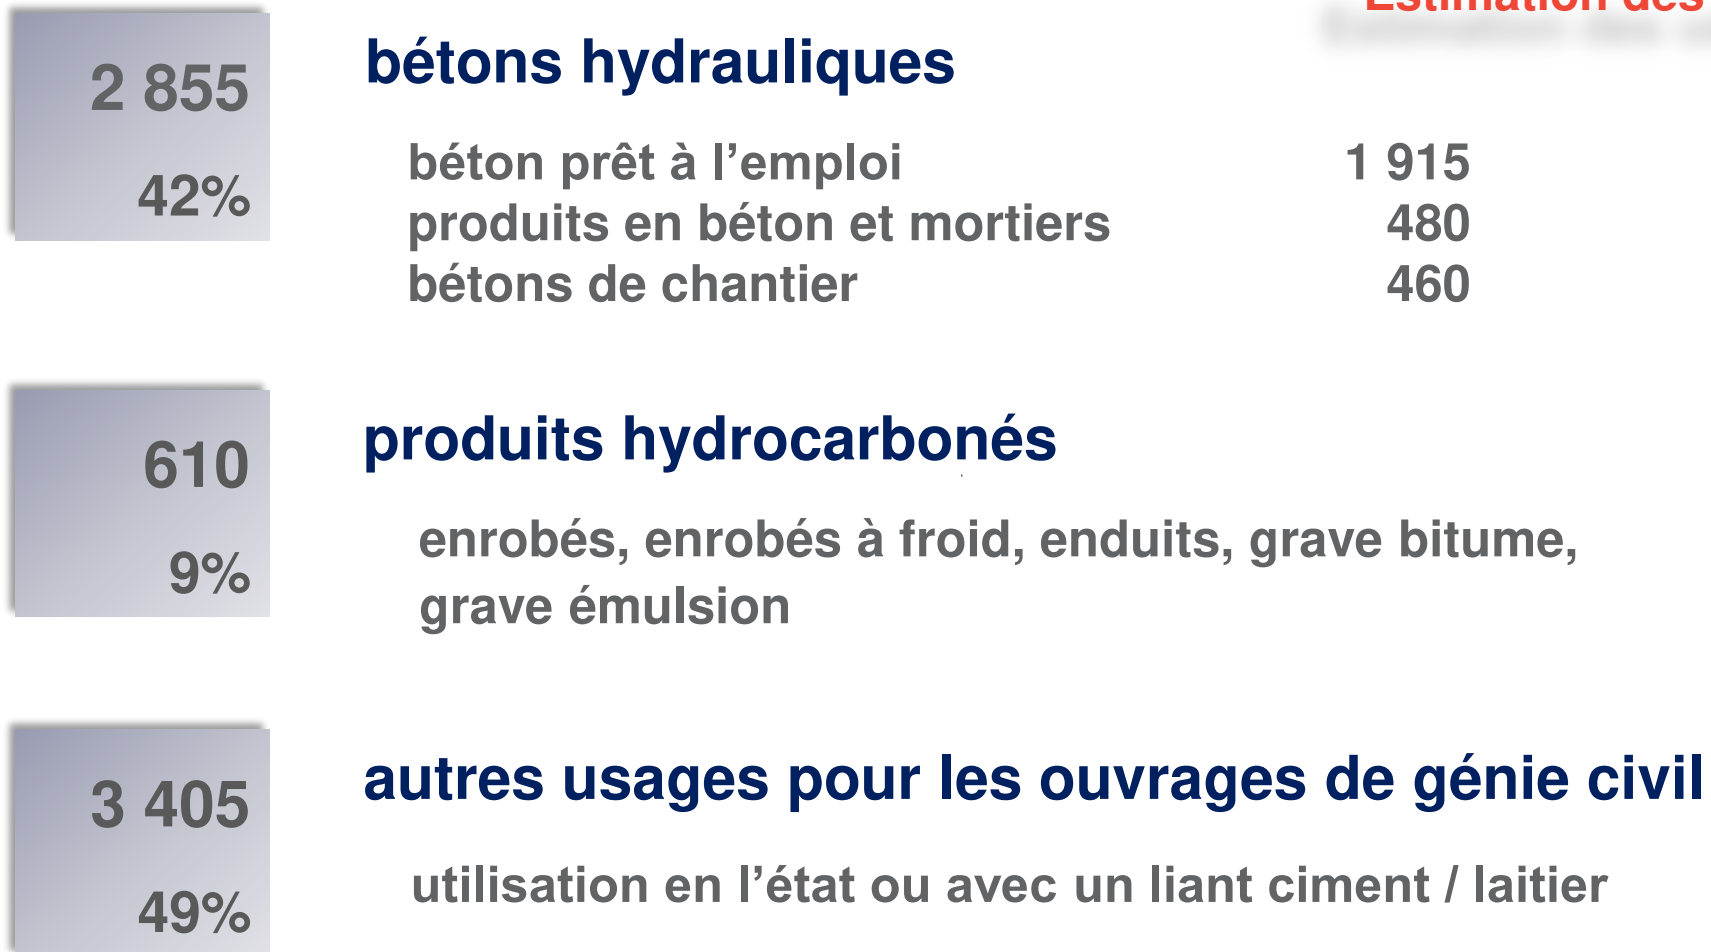 Estimation des
2 855
42%
bétons hydrauliques
béton prêt à l’emploi 1 915
produits en béton et mortiers 480
bétons de chantier 460
610
9%
produits hydrocarbonés
enrobés, enrobés à froid, enduits, grave bitume,
grave émulsion
3 405
49%
autres usages pour les ouvrages de génie civil
utilisation en l’état ou avec un liant ciment / laitier